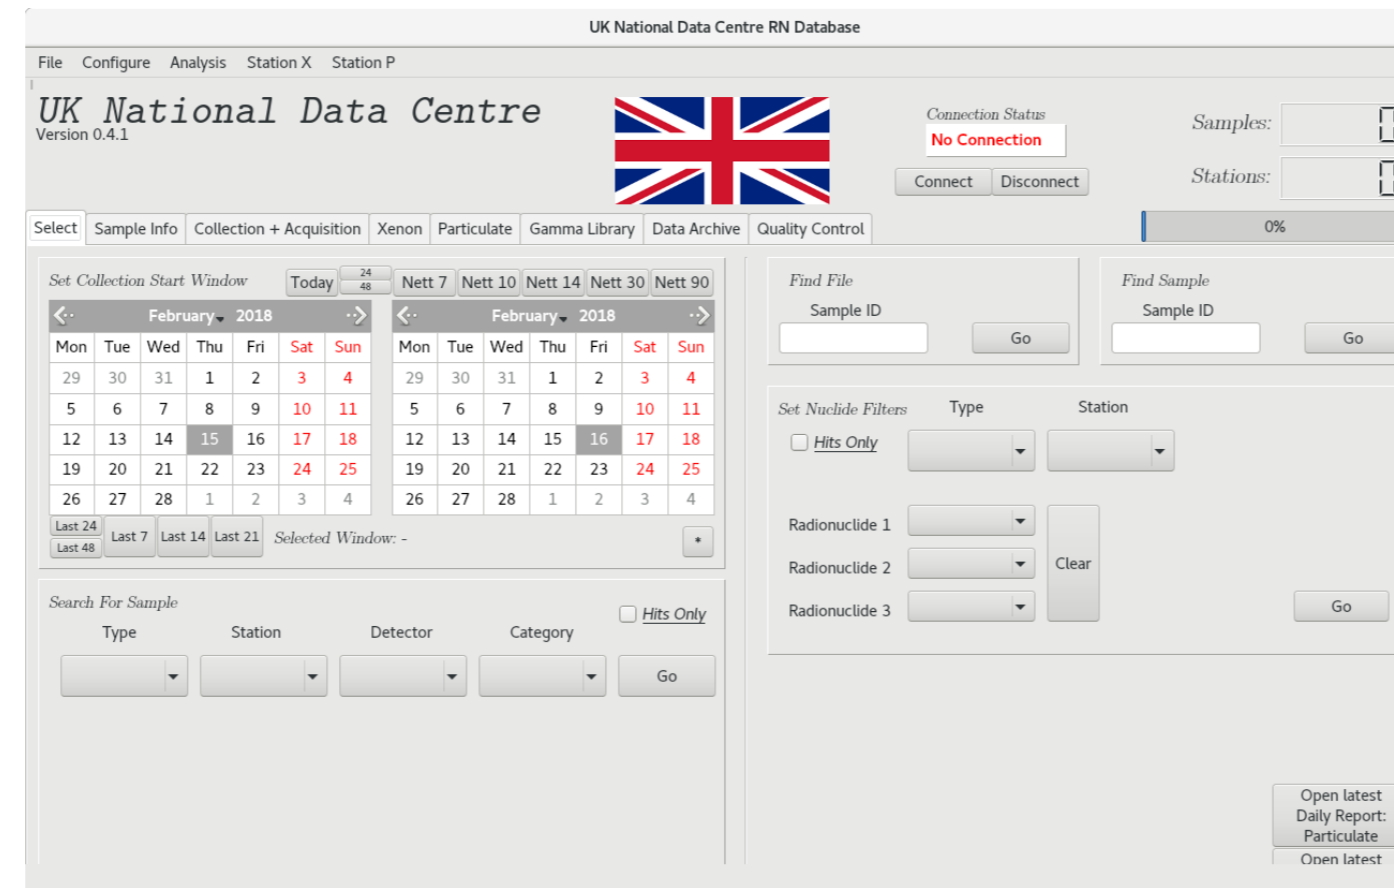 UK National Data Centre RN Database
File Configure Analysis Station X Station P
UK National Data Centre
Version 0.4.1
Connection Status
No Connection
Connect Disconnect
Samples:
Stations:
Select Sample Info Collection + Acquisition Xenon Particulate Gamma Library Data Archive Quality Control
0%
Set Collection Start Window
Today 24 48 Nett 7 Nett 10 Nett 14 Nett 30 Nett 90
February 2018
Mon Tue Wed Thu Fri Sat Sun
29 30 31 1 2 3 4
5 6 7 8 9 10 11
12 13 14 15 16 17 18
19 20 21 22 23 24 25
26 27 28 1 2 3 4
February 2018
Mon Tue Wed Thu Fri Sat Sun
29 30 31 1 2 3 4
5 6 7 8 9 10 11
12 13 14 15 16 17 18
19 20 21 22 23 24 25
26 27 28 1 2 3 4
Last 24
Last 48
Last 7 Last 14 Last 21 Selected Window: - *
Search For Sample
Hits Only
Type Station Detector Category
Go
Find File
Sample ID
Go
Find Sample
Sample ID
Go
Set Nuclide Filters Type Station
Hits Only
Radionuclide 1
Radionuclide 2
Radionuclide 3
Clear
Go
Open latest
Daily Report:
Particulate
Open latest